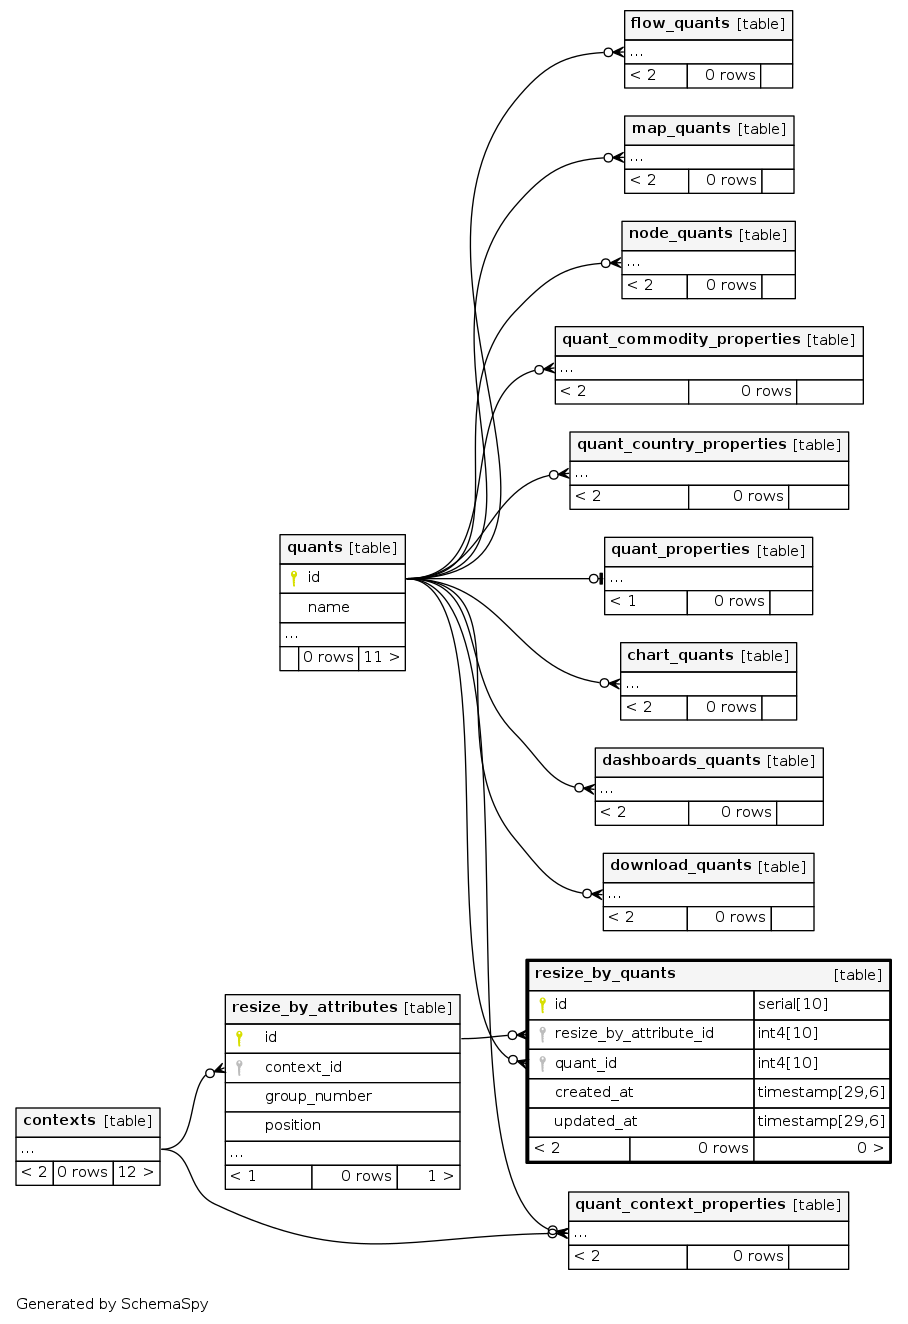 flow_quants [table]
...
< 2 0 rows
map_quants [table]
...
< 2 0 rows
node_quants [table]
...
< 2 0 rows
quant_commodity_properties [table]
...
< 2 0 rows
quant_country_properties [table]
...
< 2 0 rows
quants [table]
id
name
...
0 rows 11 >
quant_properties [table]
...
< 1 0 rows
chart_quants [table]
...
< 2 0 rows
dashboards_quants [table]
...
< 2 0 rows
download_quants [table]
...
< 2 0 rows
resize_by_quants [table]
id serial[10]
resize_by_attribute_id int4[10]
quant_id int4[10]
created_at timestamp[29,6]
updated_at timestamp[29,6]
< 2 0 rows 0 >
resize_by_attributes [table]
id
context_id
group_number
position
...
< 1 0 rows 1 >
contexts [table]
...
< 2 0 rows 12 >
quant_context_properties [table]
...
< 2 0 rows
Generated by SchemaSpy